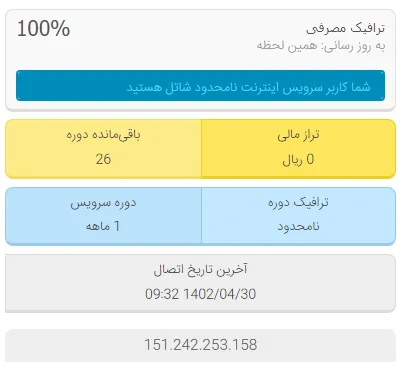 ترافیک مصرفی
100%
به روز رسانی: همین لحظه
شما کاربر سرویس اینترنت نامحدود شاتل هستید
تراز مالی
0 ریال
باقی‌مانده دوره
26
ترافیک دوره
نامحدود
دوره سرویس
1 ماهه
آخرین تاریخ اتصال
09:32 1402/04/30
151.242.253.158